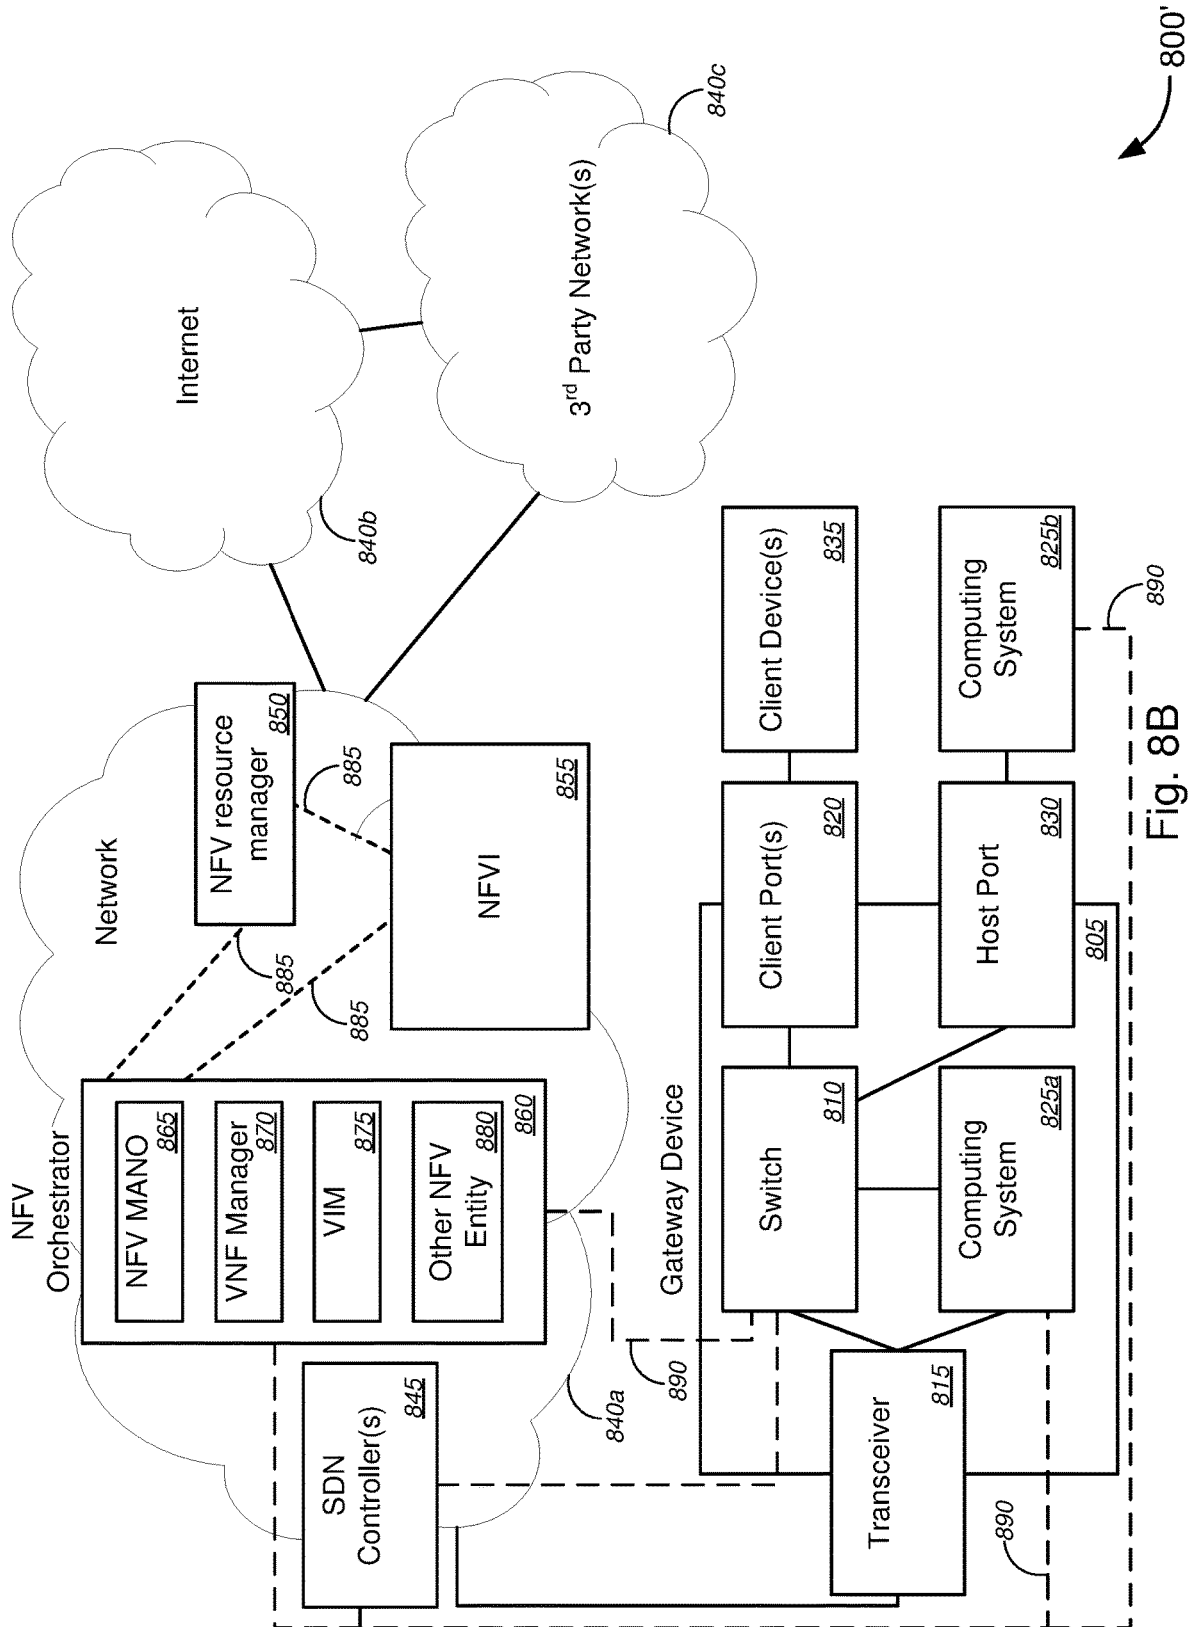 800'
Internet
840b
3rd Party Network(s)
840c
Network
NFV resource
manager
850
885
885
885
NFVI
855
NFV
Orchestrator
NFV MANO
865
VNF Manager
870
VIM
875
Other NFV
Entity
880
860
SDN
Controller(s)
845
840a
890
Gateway Device
Switch
810
Client Port(s)
820
Client Device(s)
835
Transceiver
815
Computing
System
825a
Host Port
830
Computing
System
825b
805
890
890
Fig. 8B